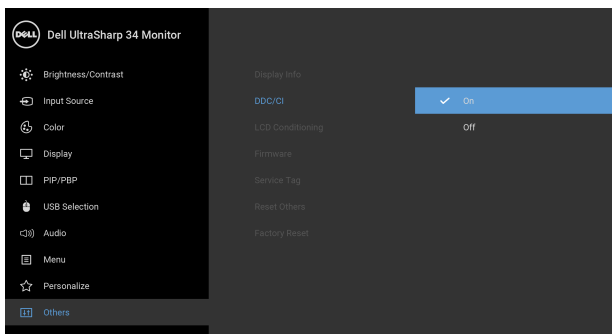 DELL Dell UltraSharp 34 Monitor
Brightness/Contrast
Display Info
Input Source
DDC/CI
On
Color
LCD Conditioning
Off
Display
Firmware
PIP/PBP
Service Tag
USB Selection
Reset Others
Audio
Factory Reset
Menu
Personalize
Others